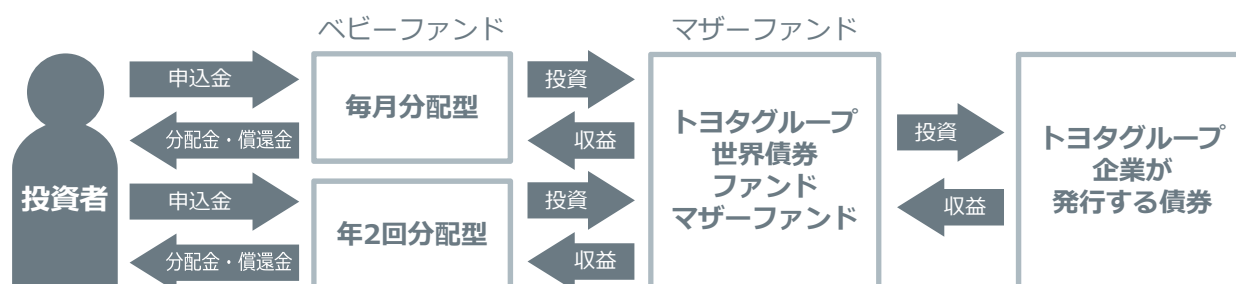 ベビーファンド
マザーファンド
投資者
申込金
分配金・償還金
申込金
分配金・償還金
毎月分配型
年2回分配型
投資
収益
投資
収益
トヨタグループ
世界債券
ファンド
マザーファンド
投資
収益
トヨタグループ
企業が
発行する債券